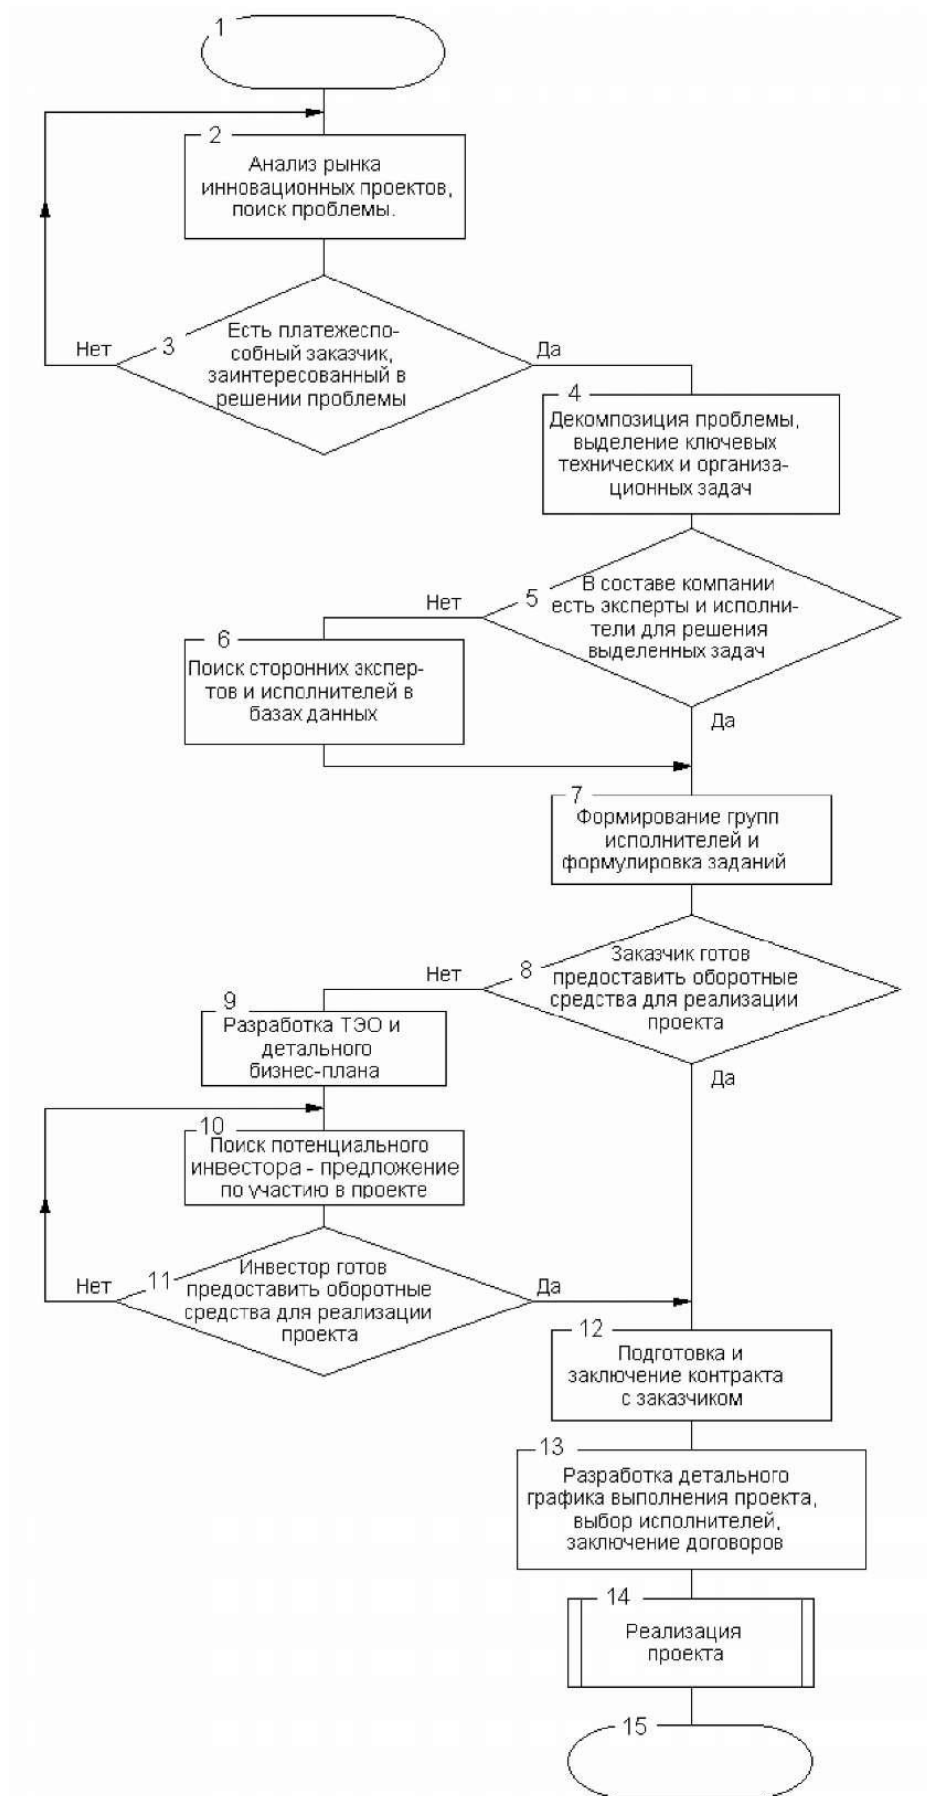 1
2
Анализ рынка
инновационных проектов,
поиск проблемы.
3
Есть платежеспо-
собный заказчик,
заинтересованный в
решении проблемы
Нет
Да
4
Декомпозиция проблемы,
выделение ключевых
технических и организа-
ционных задач
5
В составе компании
есть эксперты и исполни-
тели для решения
выделенных задач
Нет
Да
6
Поиск сторонних экспер-
тов и исполнителей в
базах данных
7
Формирование групп
исполнителей и
формулировка заданий
8
Заказчик готов
предоставить оборотные
средства для реализации
проекта
Нет
Да
9
Разработка ТЭО и
детального
бизнес-плана
10
Поиск потенциального
инвестора - предложение
по участию в проекте
11
Инвестор готов
предоставить оборотные
средства для реализации
проекта
Нет
Да
12
Подготовка и
заключение контракта
с заказчиком
13
Разработка детального
графика выполнения проекта,
выбор исполнителей,
заключение договоров
14
Реализация
проекта
15